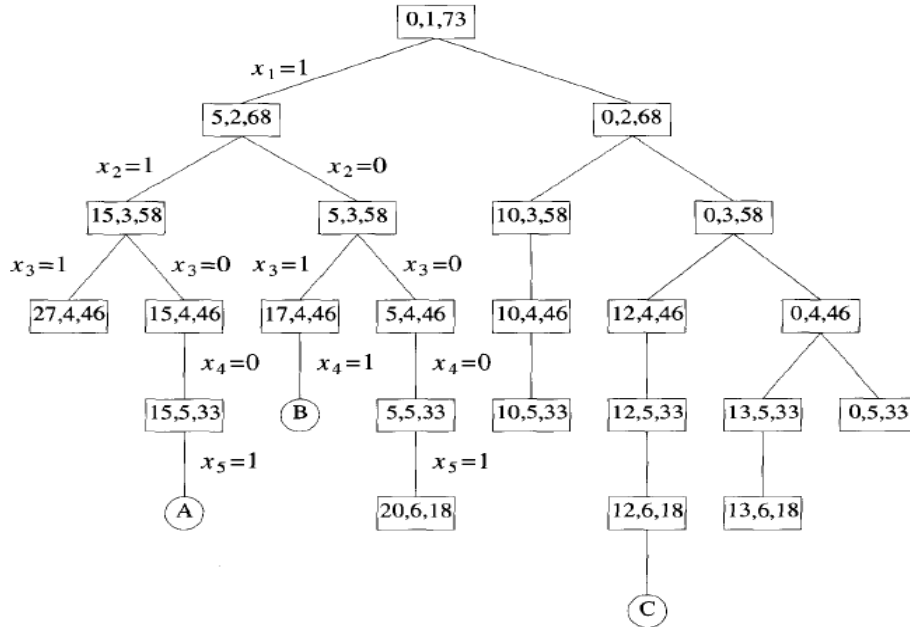 0,1,73
x1=1
5,2,68
0,2,68
x2=1
x2=0
15,3,58
5,3,58
10,3,58
0,3,58
x3=1
x3=0
x3=1
x3=0
27,4,46
15,4,46
17,4,46
5,4,46
10,4,46
12,4,46
0,4,46
x4=0
x4=1
x4=0
15,5,33
B
5,5,33
10,5,33
12,5,33
13,5,33
0,5,33
x5=1
x5=1
A
20,6,18
12,6,18
13,6,18
C